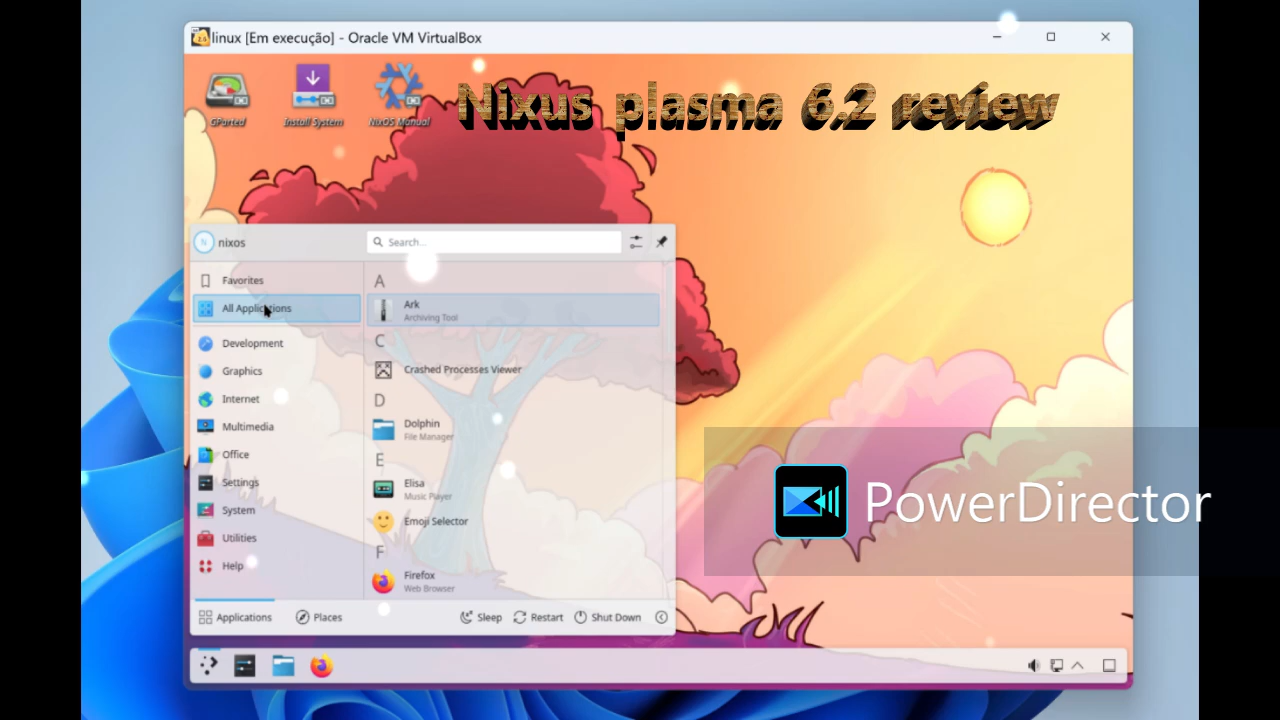 linux [Em execução] - Oracle VM VirtualBox
GParted
Install System
NixOS Manual
Nixus plasma 6.2 review
N
nixos
Search...
Favorites
All Applications
Development
Graphics
Internet
Multimedia
Office
Settings
System
Utilities
Help
A
Ark
Archiving Tool
C
Crashed Processes Viewer
D
Dolphin
File Manager
E
Elisa
Music Player
Emoji Selector
F
Firefox
Web Browser
Applications
Places
Sleep
Restart
Shut Down
PowerDirector